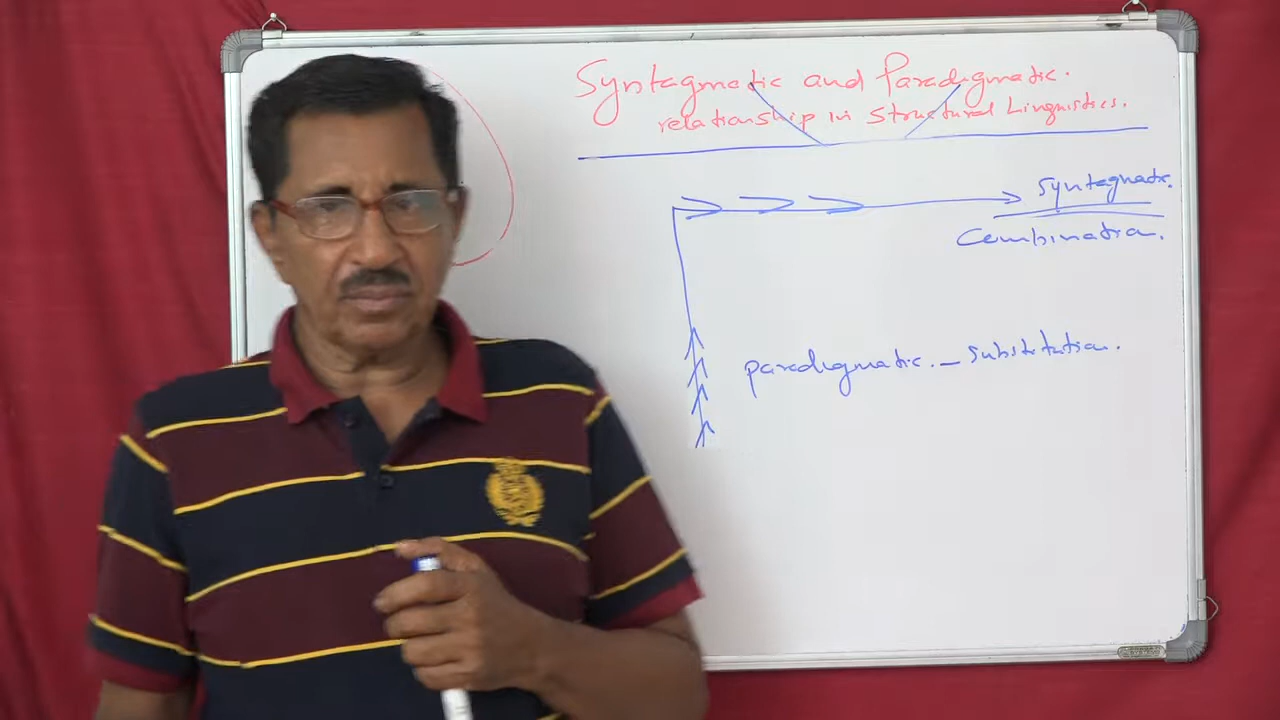 Syntagmatic and Paradigmatic.
relationship in Structural Linguistics.
Syntagmatic.
Combination.
paradigmatic. - Substitution.